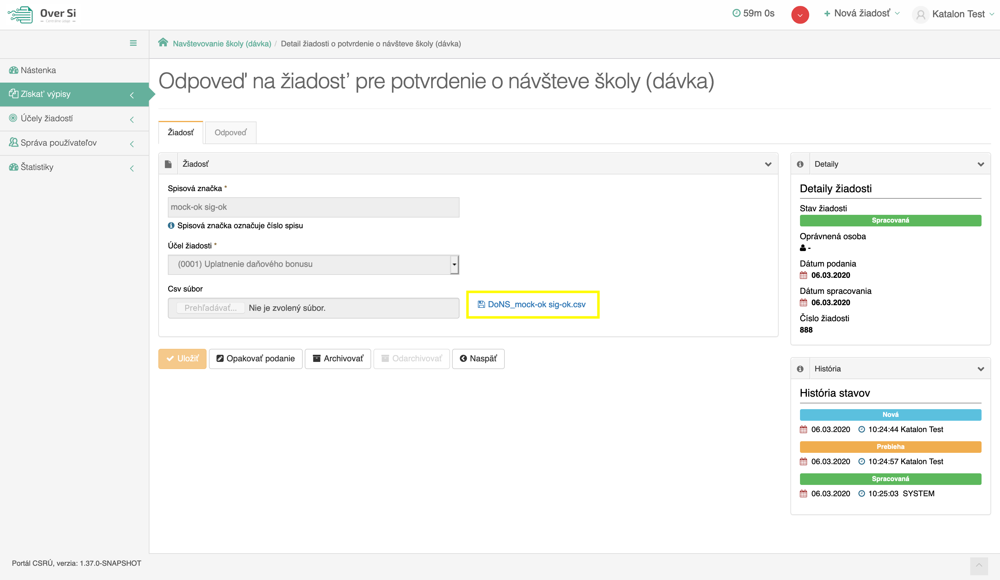 Over Si
Centrálne údaje
59m 0s
Nová žiadosť
Katalon Test
Navštevovanie školy (dávka) / Detail žiadosti o potvrdenie o návšteve školy (dávka)
Nástenka
Získať výpisy
Účely žiadostí
Správa používateľov
Štatistiky
Odpoveď na žiadosť pre potvrdenie o návšteve školy (dávka)
Žiadosť
Odpoveď
Žiadosť
Spisová značka *
mock-ok sig-ok
Spisová značka označuje číslo spisu
Účel žiadosti *
(0001) Uplatnenie daňového bonusu
Csv súbor
Prehľadávať... Nie je zvolený súbor.
DoNS_mock-ok sig-ok.csv
Uložiť
Opakovať podanie
Archivovať
Odarchivovať
Naspäť
Detaily
Detaily žiadosti
Stav žiadosti
Spracovaná
Oprávnená osoba
-
Dátum podania
06.03.2020
Dátum spracovania
06.03.2020
Číslo žiadosti
888
História
História stavov
Nová
06.03.2020 10:24:44 Katalon Test
Prebieha
06.03.2020 10:24:57 Katalon Test
Spracovaná
06.03.2020 10:25:03 SYSTEM
Portál CSRÚ, verzia: 1.37.0-SNAPSHOT